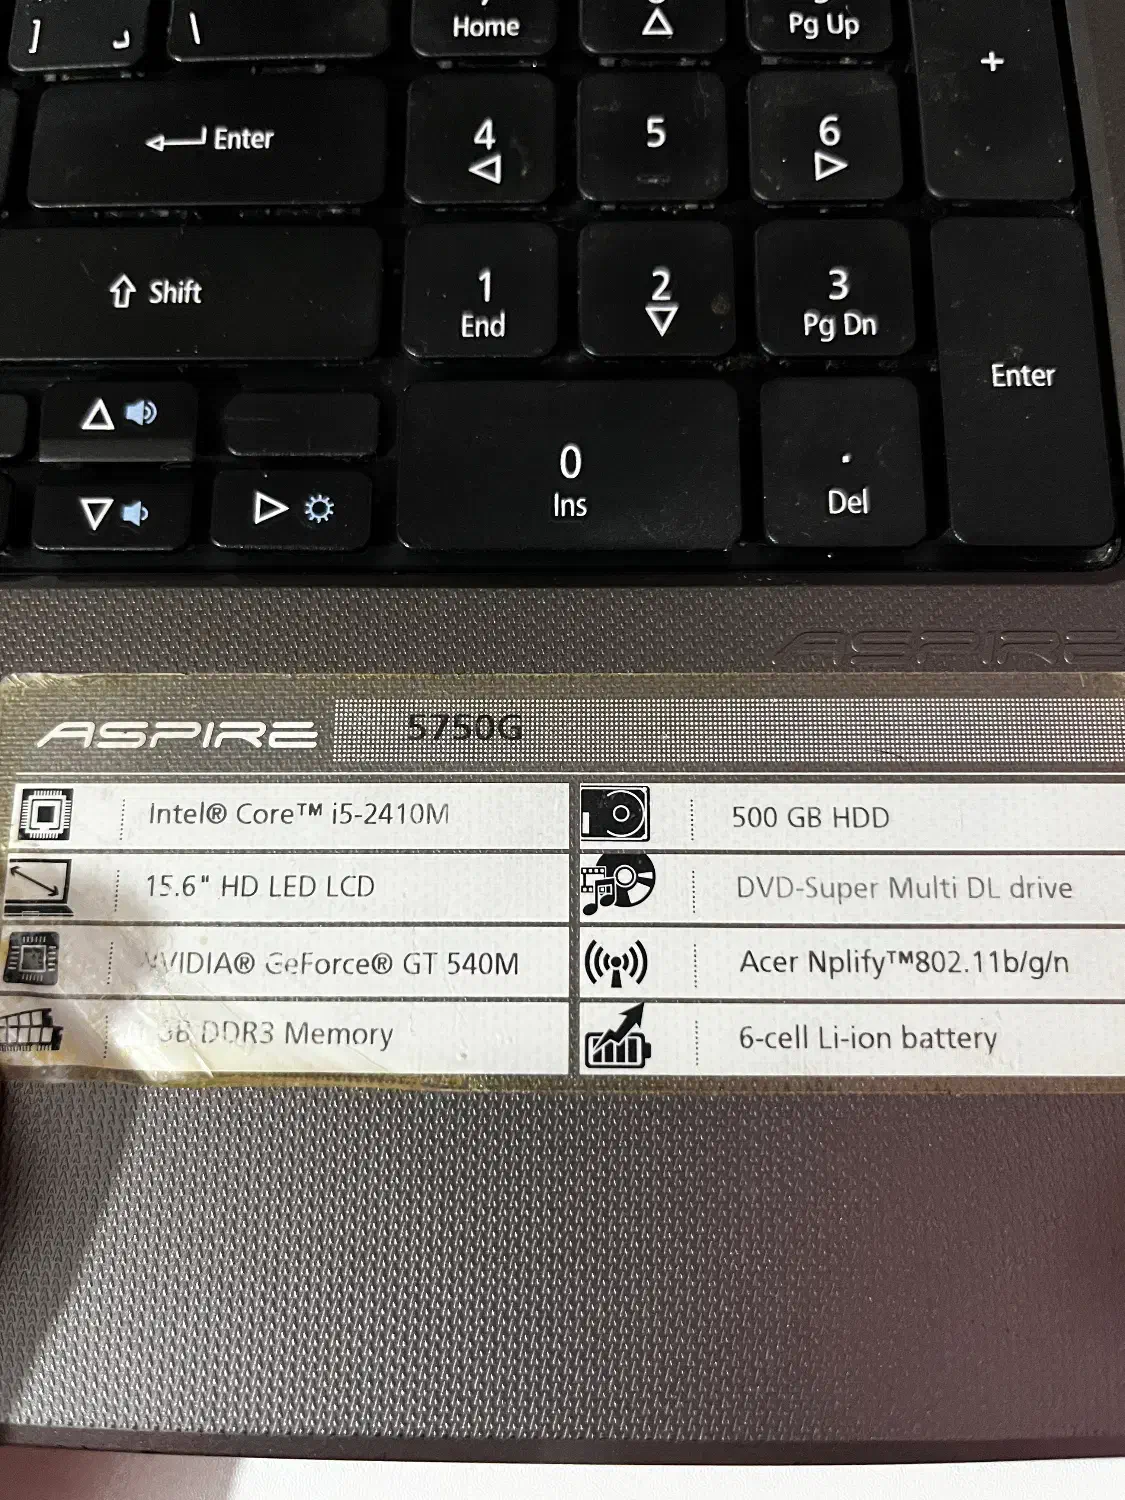 ] \ Home Pg Up +
Enter 4 5 6
Shift 1 2 3
End Pg Dn
Enter
0 .
Ins Del
ASPIRE
ASPIRE 5750G
Intel® Core™ i5-2410M 500 GB HDD
15.6" HD LED LCD DVD-Super Multi DL drive
NVIDIA® GeForce® GT 540M Acer Nplify™802.11b/g/n
GB DDR3 Memory 6-cell Li-ion battery